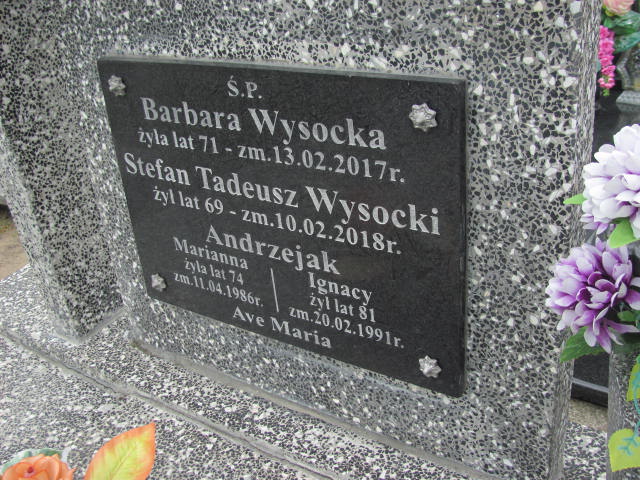 Ś.P.
Barbara Wysocka
żyla lat 71 - zm.13.02.2017r.
Stefan Tadeusz Wysocki
żył lat 69 - zm.10.02.2018r.
Andrzejak
Marianna
żyła lat 74
zm.11.04.1986r.
Ignacy
żył lat 81
zm.20.02.1991r.
Ave Maria